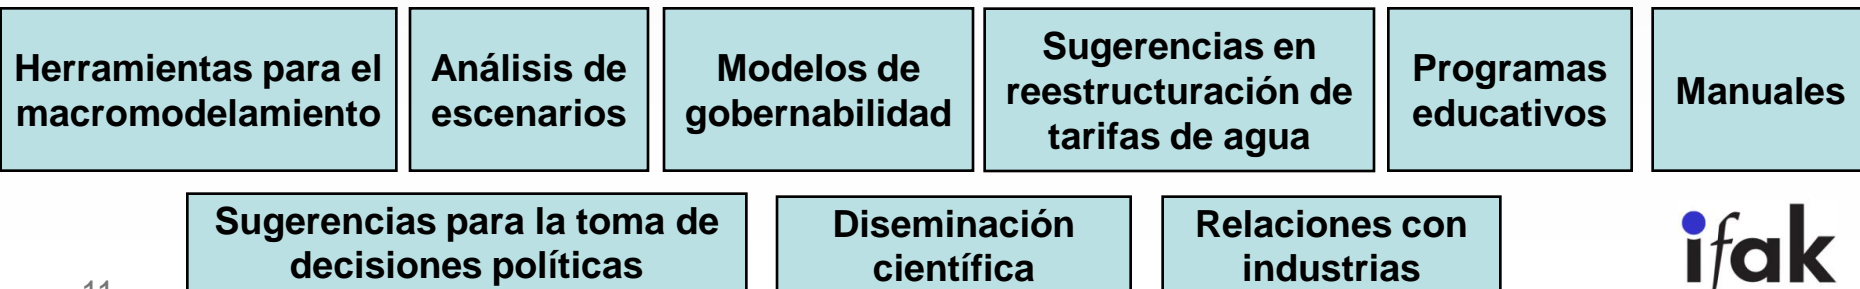 Herramientas para el
macromodelamiento
Análisis de
escenarios
Modelos de
gobernabilidad
Sugerencias en
reestructuración de
tarifas de agua
Programas
educativos
Manuales
Sugerencias para la toma de
decisiones políticas
Diseminación
científica
Relaciones con
industrias
ifak
11